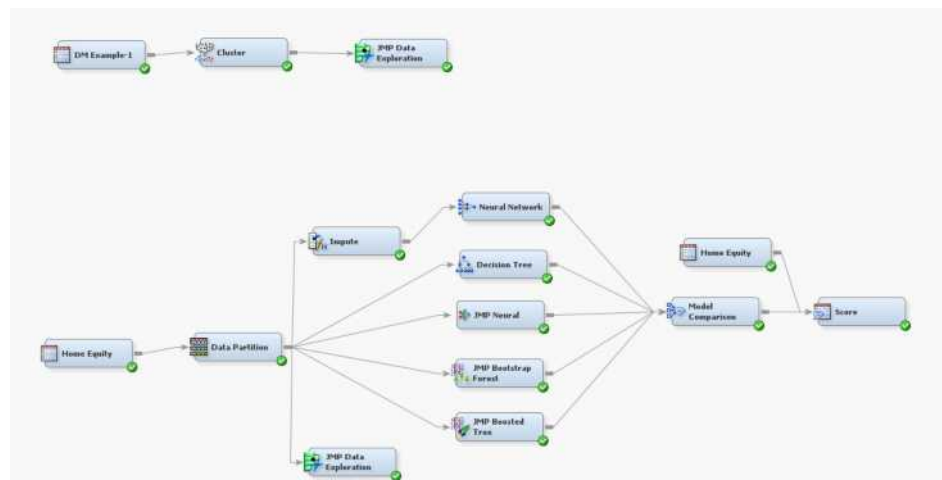 DM Example-1
Cluster
JMP Data
Exploration
Neural Network
Impute
Decision Tree
Home Equity
JMP Neural
Model
Comparison
Score
Home Equity
Data Partition
JMP Bootstrap
Forest
JMP Boosted
Tree
JMP Data
Exploration